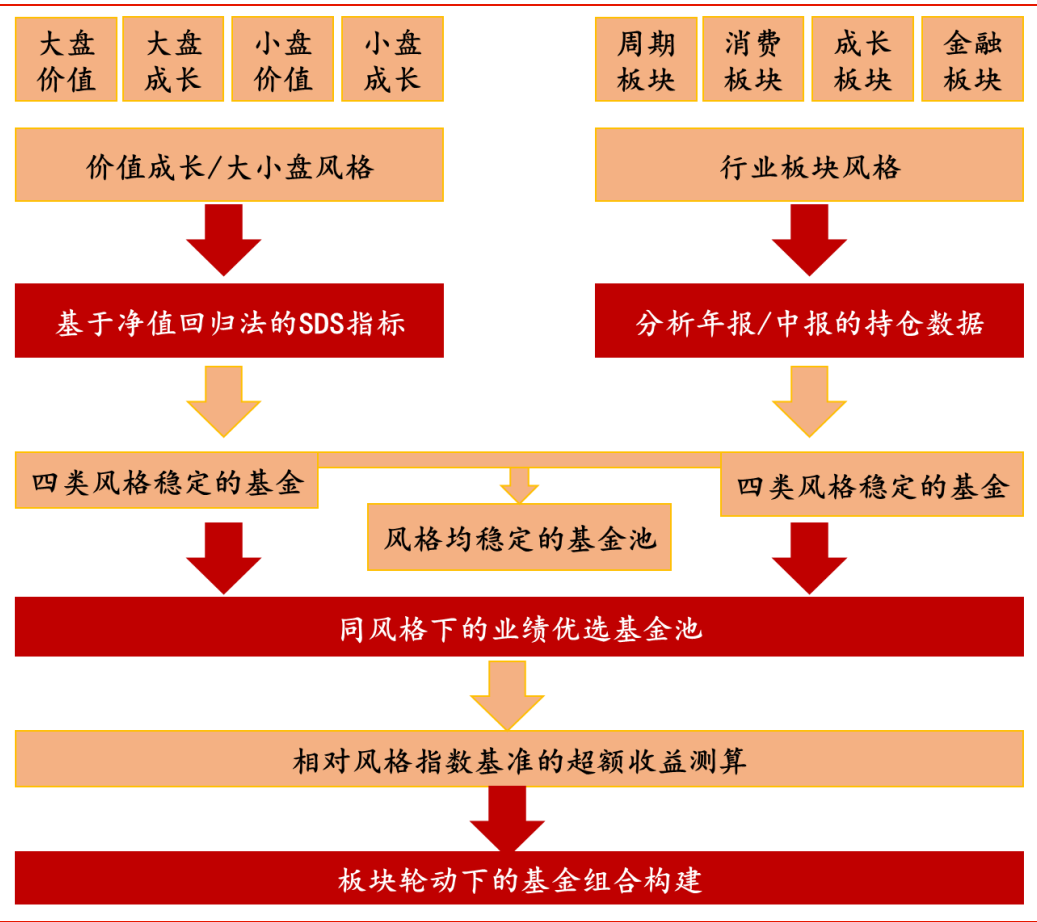 大盘
价值
大盘
成长
小盘
价值
小盘
成长
周期
板块
消费
板块
成长
板块
金融
板块
价值成长/大小盘风格
行业板块风格
基于净值回归法的SDS指标
分析年报/中报的持仓数据
四类风格稳定的基金
四类风格稳定的基金
风格均稳定的基金池
同风格下的业绩优选基金池
相对风格指数基准的超额收益测算
板块轮动下的基金组合构建